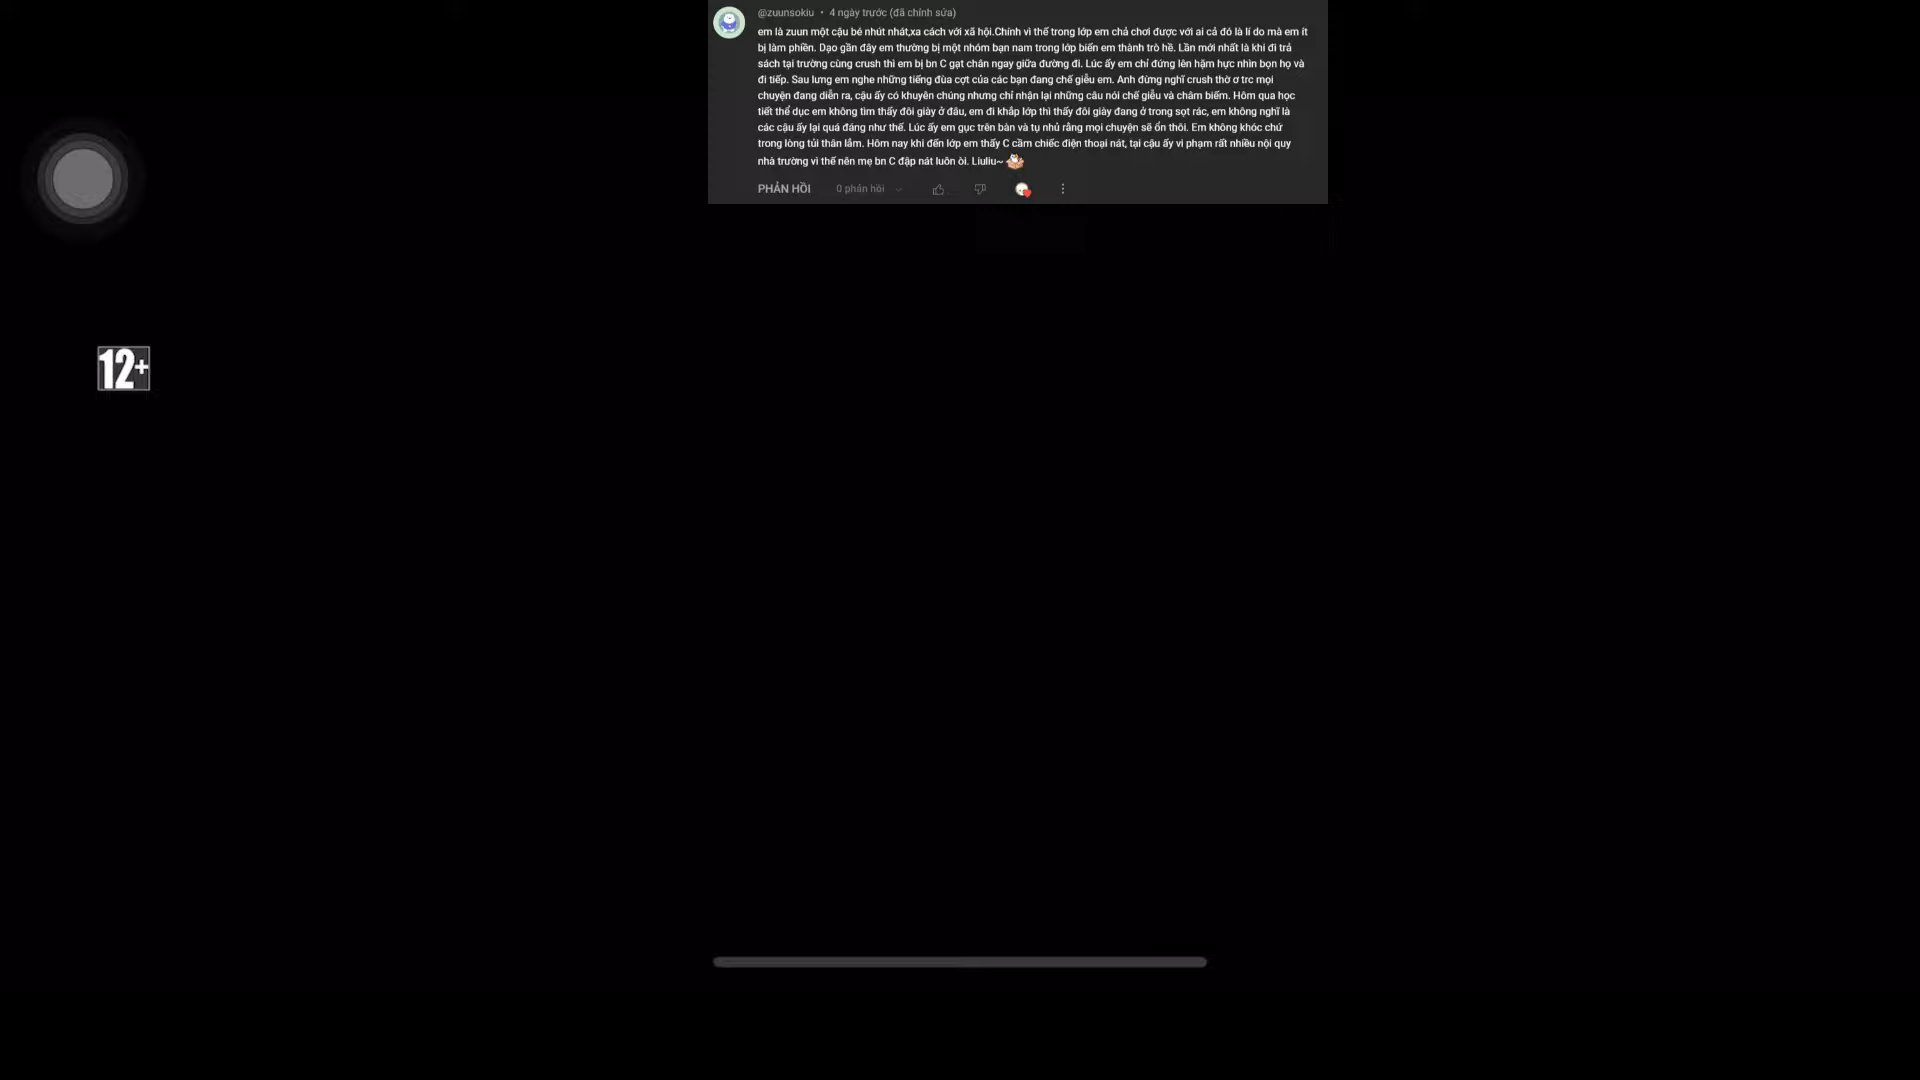 @zuunsokiu • 4 ngày trước (đã chỉnh sửa)
em là zuun một cậu bé nhút nhát,xa cách với xã hội.Chính vì thế trong lớp em chả chơi được với ai cả đó là lí do mà em ít
bị làm phiền. Dạo gần đây em thường bị một nhóm bạn nam trong lớp biến em thành trò hề. Lần mới nhất là khi đi trả
sách tại trường cùng crush thì em bị bn C gạt chân ngay giữa đường đi. Lúc ấy em chỉ đứng lên hậm hực nhìn bọn họ và
đi tiếp. Sau lưng em nghe những tiếng đùa cợt của các bạn đang chế giễu em. Anh đừng nghĩ crush thờ ơ trc mọi
chuyện đang diễn ra, cậu ấy có khuyên chúng nhưng chỉ nhận lại những câu nói chế giễu và châm biếm. Hôm qua học
tiết thể dục em không tìm thấy đôi giày ở đâu, em đi khắp lớp thì thấy đôi giày đang ở trong sọt rác, em không nghĩ là
các cậu ấy lại quá đáng như thế. Lúc ấy em gục trên bàn và tự nhủ rằng mọi chuyện sẽ ổn thôi. Em không khóc chứ
trong lòng tủi thân lắm. Hôm nay khi đến lớp em thấy C cầm chiếc điện thoại nát, tại cậu ấy vi phạm rất nhiều nội quy
nhà trường vì thế nên mẹ bn C đập nát luôn òi. Liuliu~
PHẢN HỒI 0 phản hồi
12+